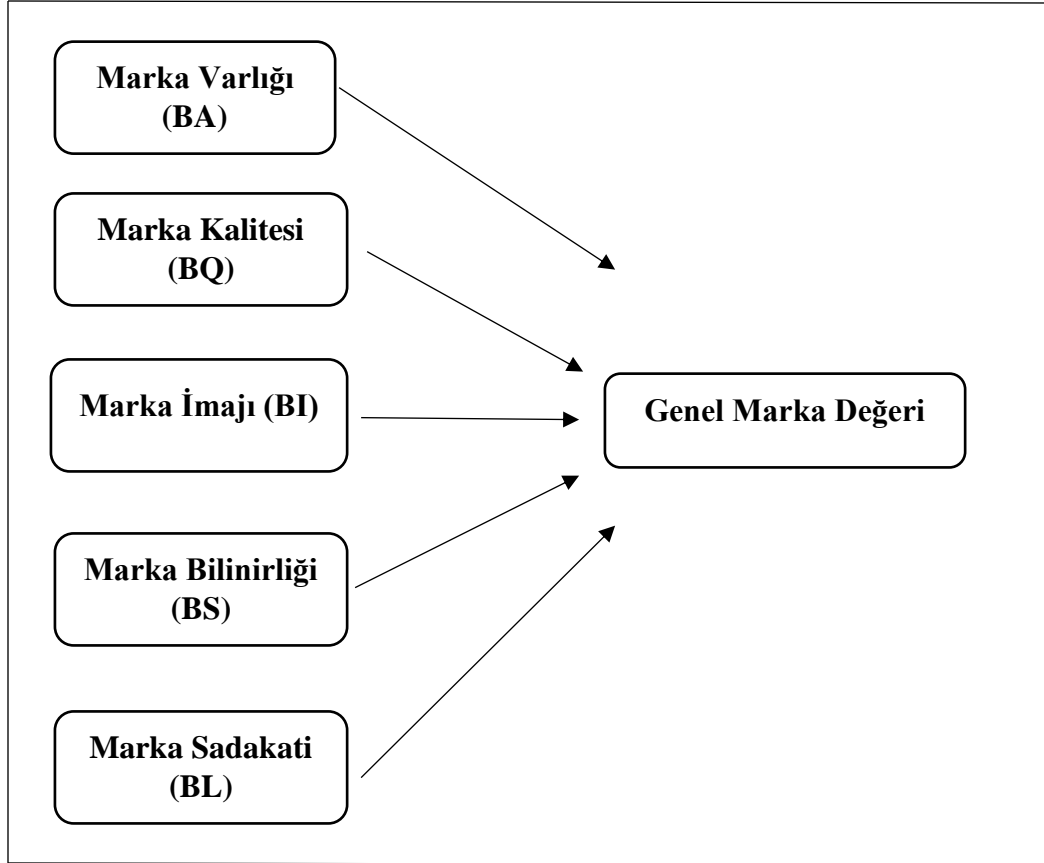 Marka Varlığı
(BA)
Marka Kalitesi
(BQ)
Marka İmajı (BI)
Genel Marka Değeri
Marka Bilinirliği
(BS)
Marka Sadakati
(BL)